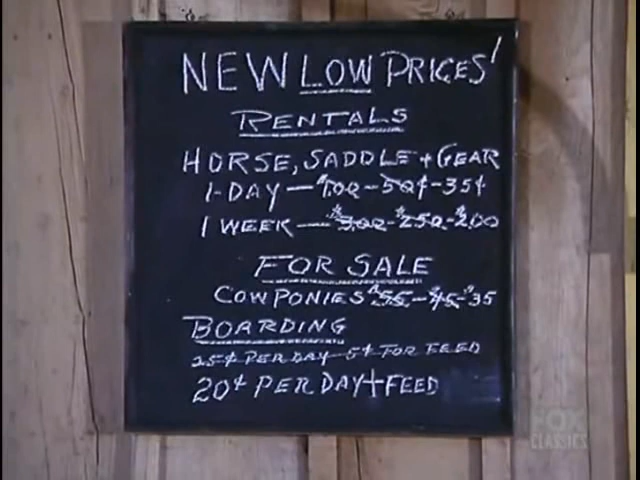 NEW LOW PRICES!
RENTALS
HORSE, SADDLE + GEAR
1-DAY — $1.00 - 50¢ - 35¢
1 WEEK — $3.00 - $2.50 - $2.00
FOR SALE
COW PONIES $55 - $45 - $35
BOARDING
25¢ PER DAY - 5¢ FOR FEED
20¢ PER DAY + FEED
FOX
CLASSICS